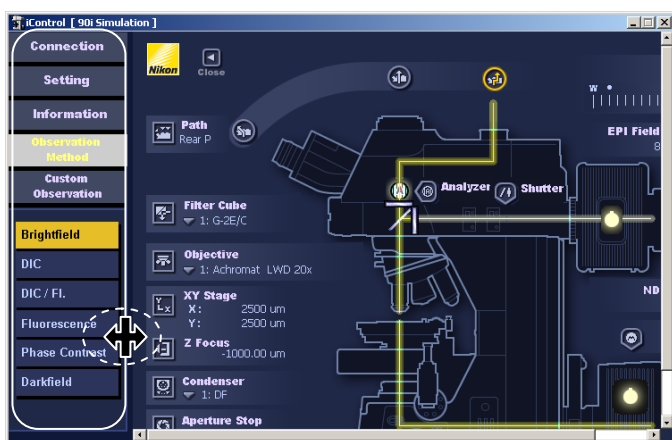 iControl [ 90i Simulation ]
Connection
Setting
Information
Observation
Method
Custom
Observation
Brightfield
DIC
DIC / Fl.
Fluorescence
Phase Contrast
Darkfield
Nikon
Close
Path
Rear P
Filter Cube
1: G-2E/C
Objective
1: Achromat LWD 20x
XY Stage
X: 2500 um
Y: 2500 um
Z Focus
-1000.00 um
Condenser
1: DF
Aperture Stop
Analyzer
Shutter
W
EPI Field
8
ND